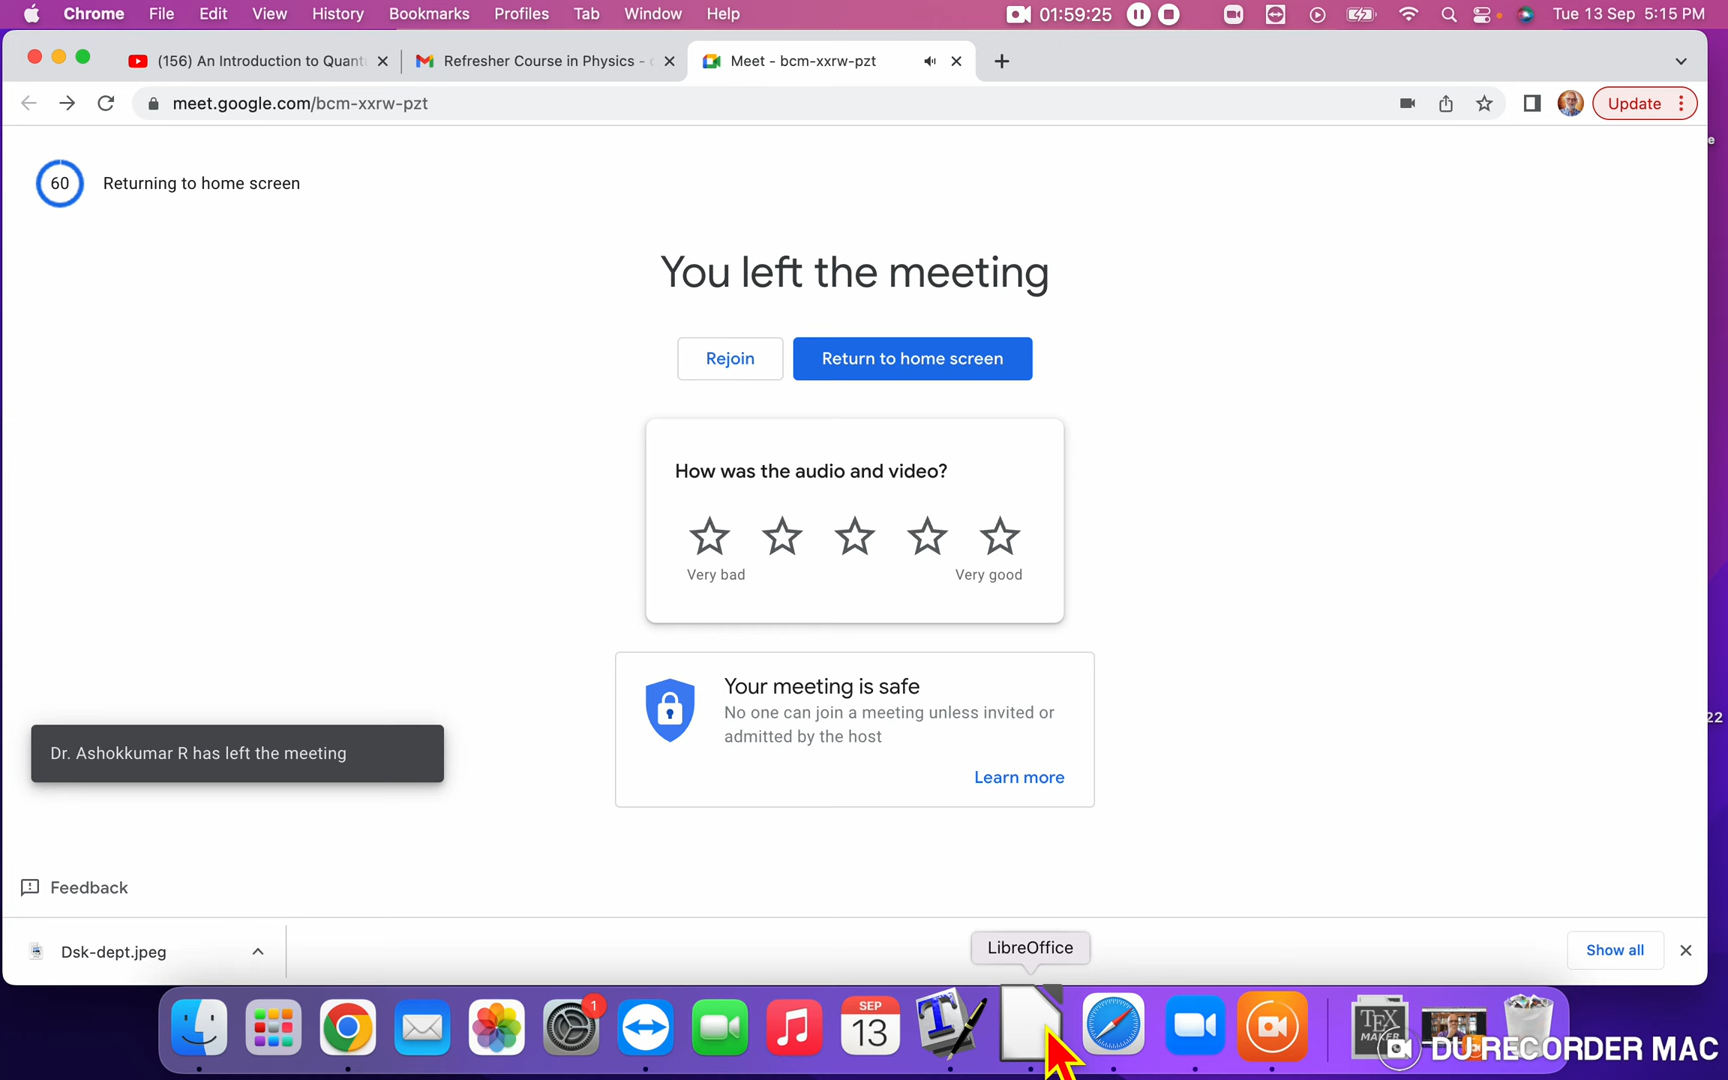 Chrome File Edit View History Bookmarks Profiles Tab Window Help 01:59:25 Tue 13 Sep 5:15 PM
(156) An Introduction to Quant Refresher Course in Physics - Meet - bcm-xxrw-pzt
meet.google.com/bcm-xxrw-pzt Update
60 Returning to home screen
You left the meeting
Rejoin Return to home screen
How was the audio and video?
Very bad Very good
Your meeting is safe
No one can join a meeting unless invited or
admitted by the host
Learn more
22
Dr. Ashokkumar R has left the meeting
Feedback
Dsk-dept.jpeg
LibreOffice
Show all
1
SEP
13
TEX
MAKER
DU RECORDER MAC